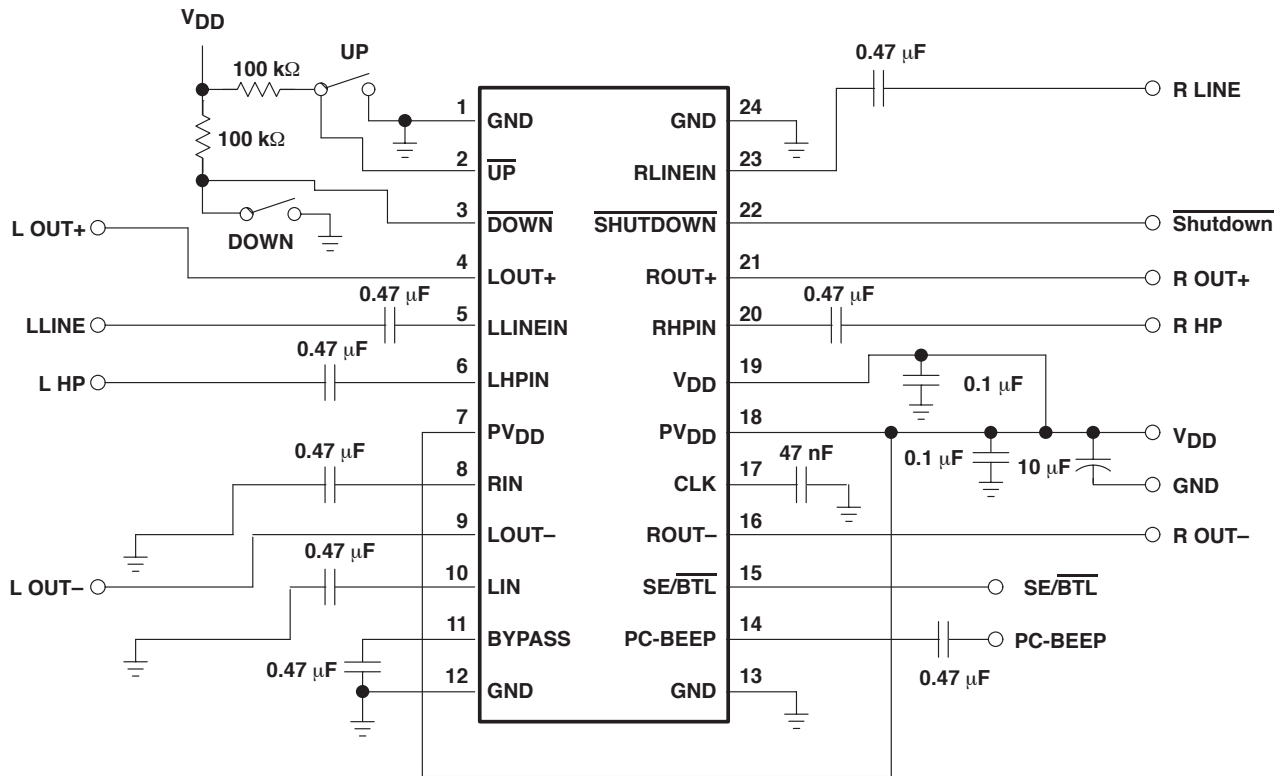 VDD
UP
0.47 μF
100 kΩ
R LINE
1
GND
GND
24
100 kΩ
2
UP
RLINEIN
23
3
DOWN
SHUTDOWN
22
Shutdown
L OUT+
DOWN
4
LOUT+
ROUT+
21
R OUT+
0.47 μF
0.47 μF
LLINE
5
LLINEIN
RHPIN
20
R HP
0.47 μF
L HP
6
LHPIN
VDD
19
0.1 μF
7
PVDD
PVDD
18
VDD
0.47 μF
47 nF
0.1 μF
10 μF
8
RIN
CLK
17
GND
9
LOUT–
ROUT–
16
R OUT–
0.47 μF
L OUT–
10
LIN
SE/BTL
15
SE/BTL
11
BYPASS
PC-BEEP
14
PC-BEEP
0.47 μF
0.47 μF
12
GND
GND
13